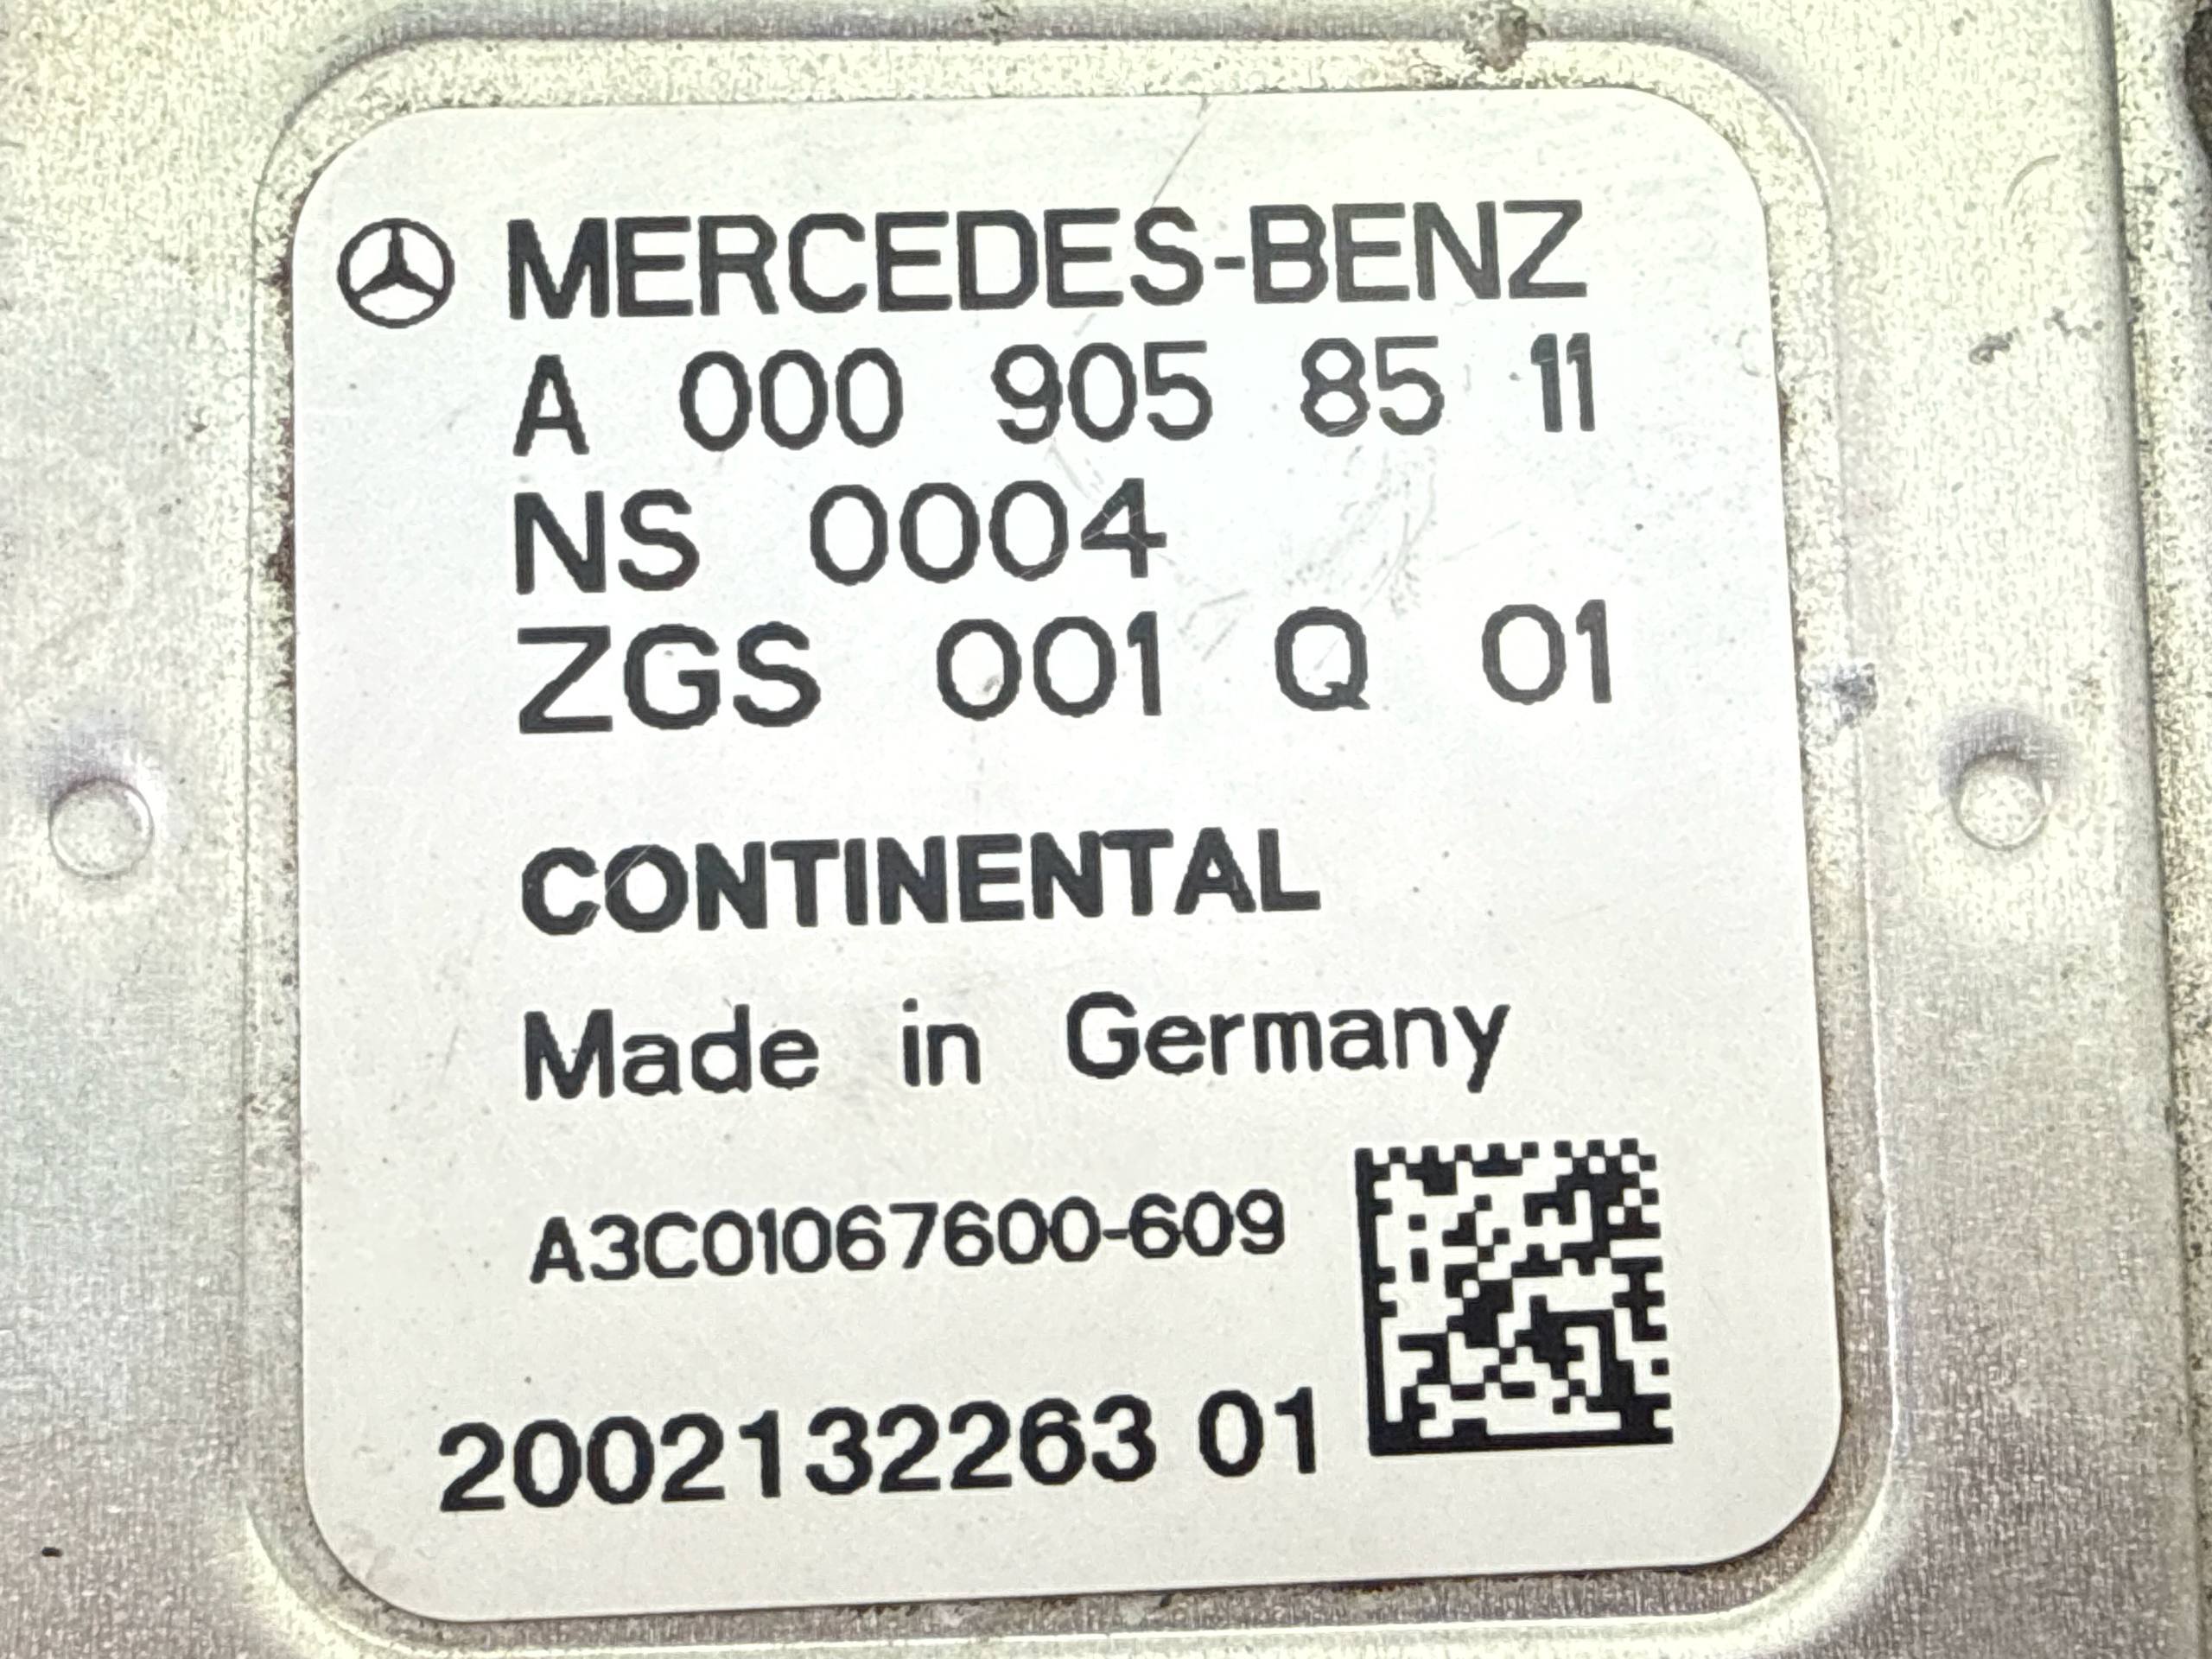 MERCEDES-BENZ
A 000 905 85 11
NS 0004
ZGS 001 Q 01
CONTINENTAL
Made in Germany
A3C01067600-609
2002132263 01